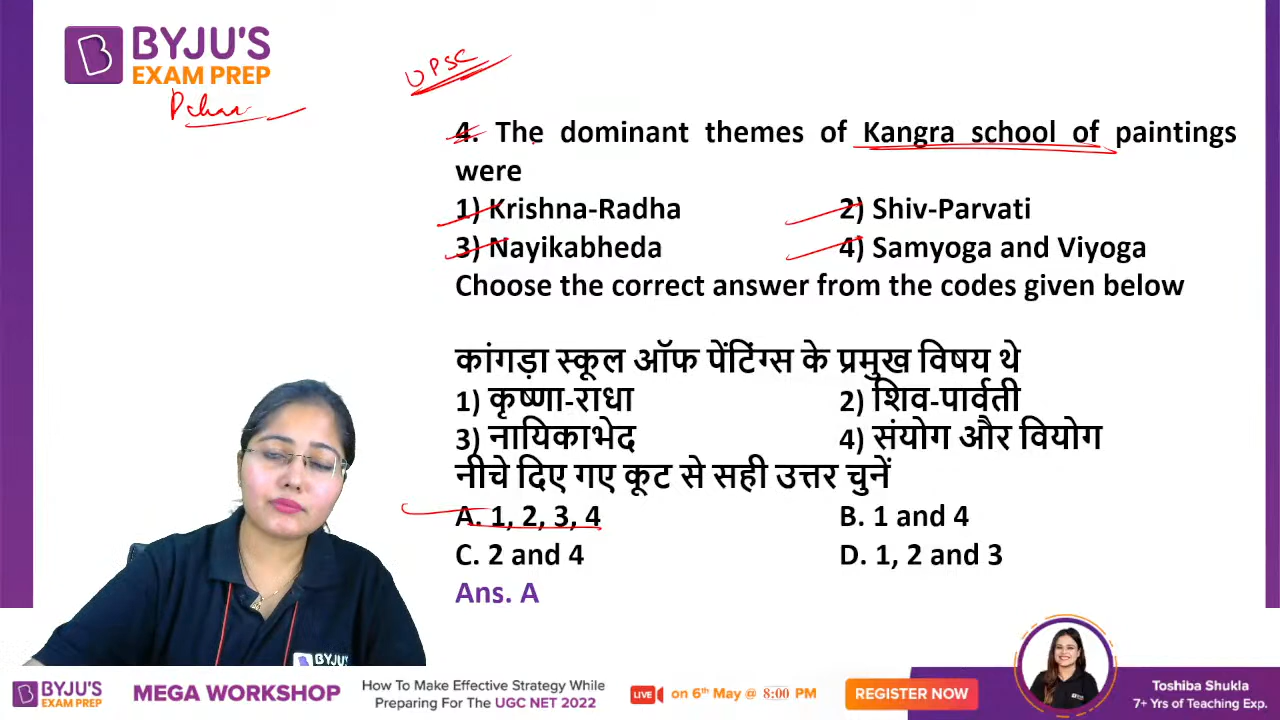 BYJU'S
EXAM PREP
UPSC
4. The dominant themes of Kangra school of paintings
were
1) Krishna-Radha 2) Shiv-Parvati
3) Nayikabheda 4) Samyoga and Viyoga
Choose the correct answer from the codes given below
कांगड़ा स्कूल ऑफ पेंटिंग्स के प्रमुख विषय थे
1) कृष्णा-राधा 2) शिव-पार्वती
3) नायिकाभेद 4) संयोग और वियोग
नीचे दिए गए कूट से सही उत्तर चुनें
A. 1, 2, 3, 4 B. 1 and 4
C. 2 and 4 D. 1, 2 and 3
Ans. A
BYJU'S
BYJU'S
EXAM PREP
MEGA WORKSHOP
How To Make Effective Strategy While
Preparing For The UGC NET 2022
LIVE on 6th May @ 8:00 PM
REGISTER NOW
Toshiba Shukla
7+ Yrs of Teaching Exp.